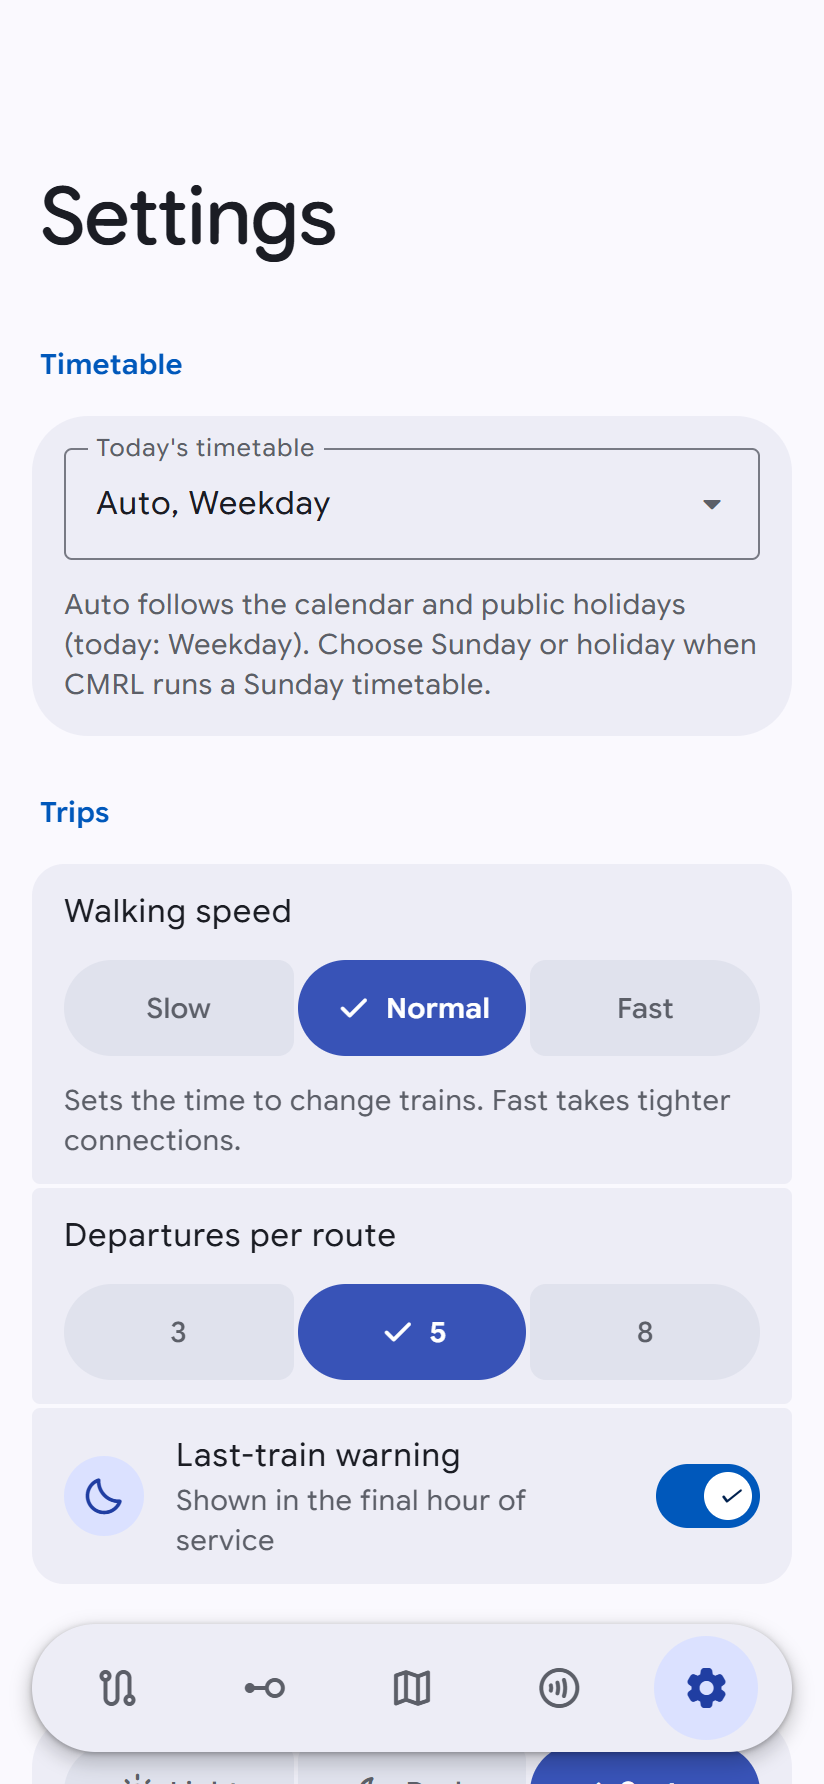 Settings
Timetable
Today's timetable
Auto, Weekday
Auto follows the calendar and public holidays
(today: Weekday). Choose Sunday or holiday when
CMRL runs a Sunday timetable.
Trips
Walking speed
Slow
Normal
Fast
Sets the time to change trains. Fast takes tighter
connections.
Departures per route
3
5
8
Last-train warning
Shown in the final hour of
service